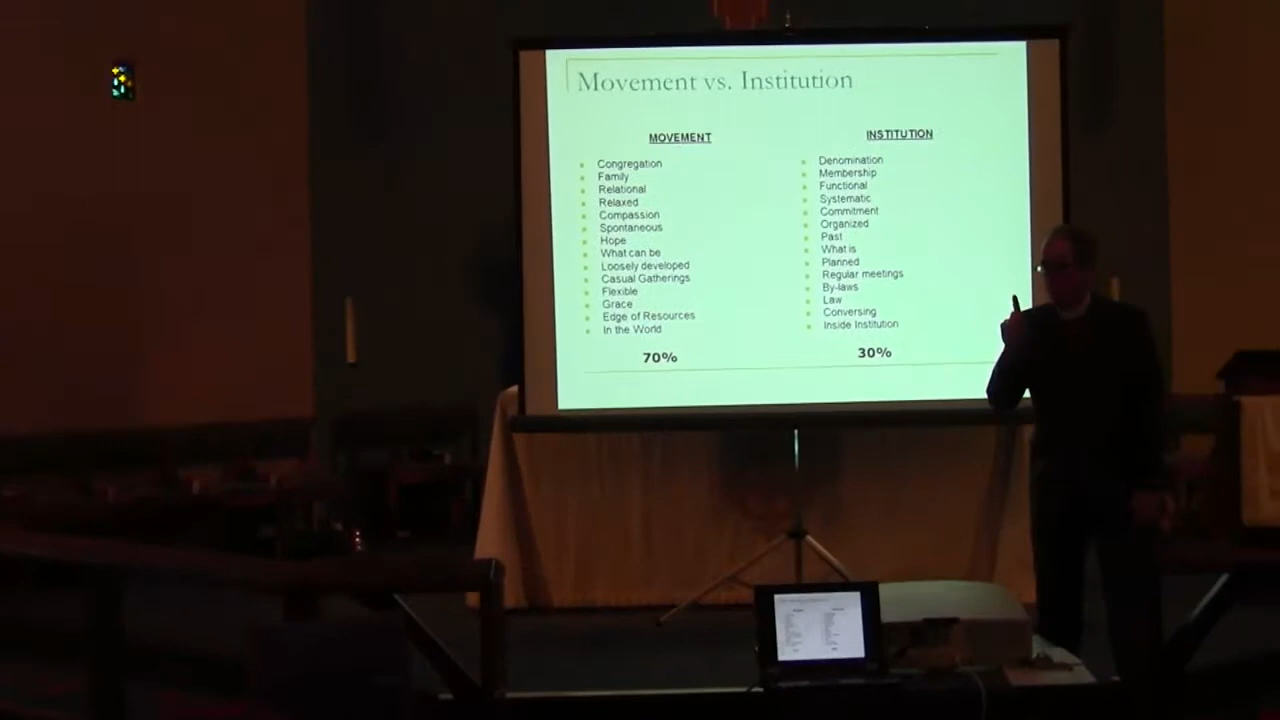 Movement vs. Institution
MOVEMENT
Congregation
Family
Relational
Relaxed
Compassion
Spontaneous
Hope
What can be
Loosely developed
Casual Gatherings
Flexible
Grace
Edge of Resources
In the World
70%
INSTITUTION
Denomination
Membership
Functional
Systematic
Commitment
Organized
Past
What is
Planned
Regular meetings
By-laws
Law
Conversing
Inside Institution
30%